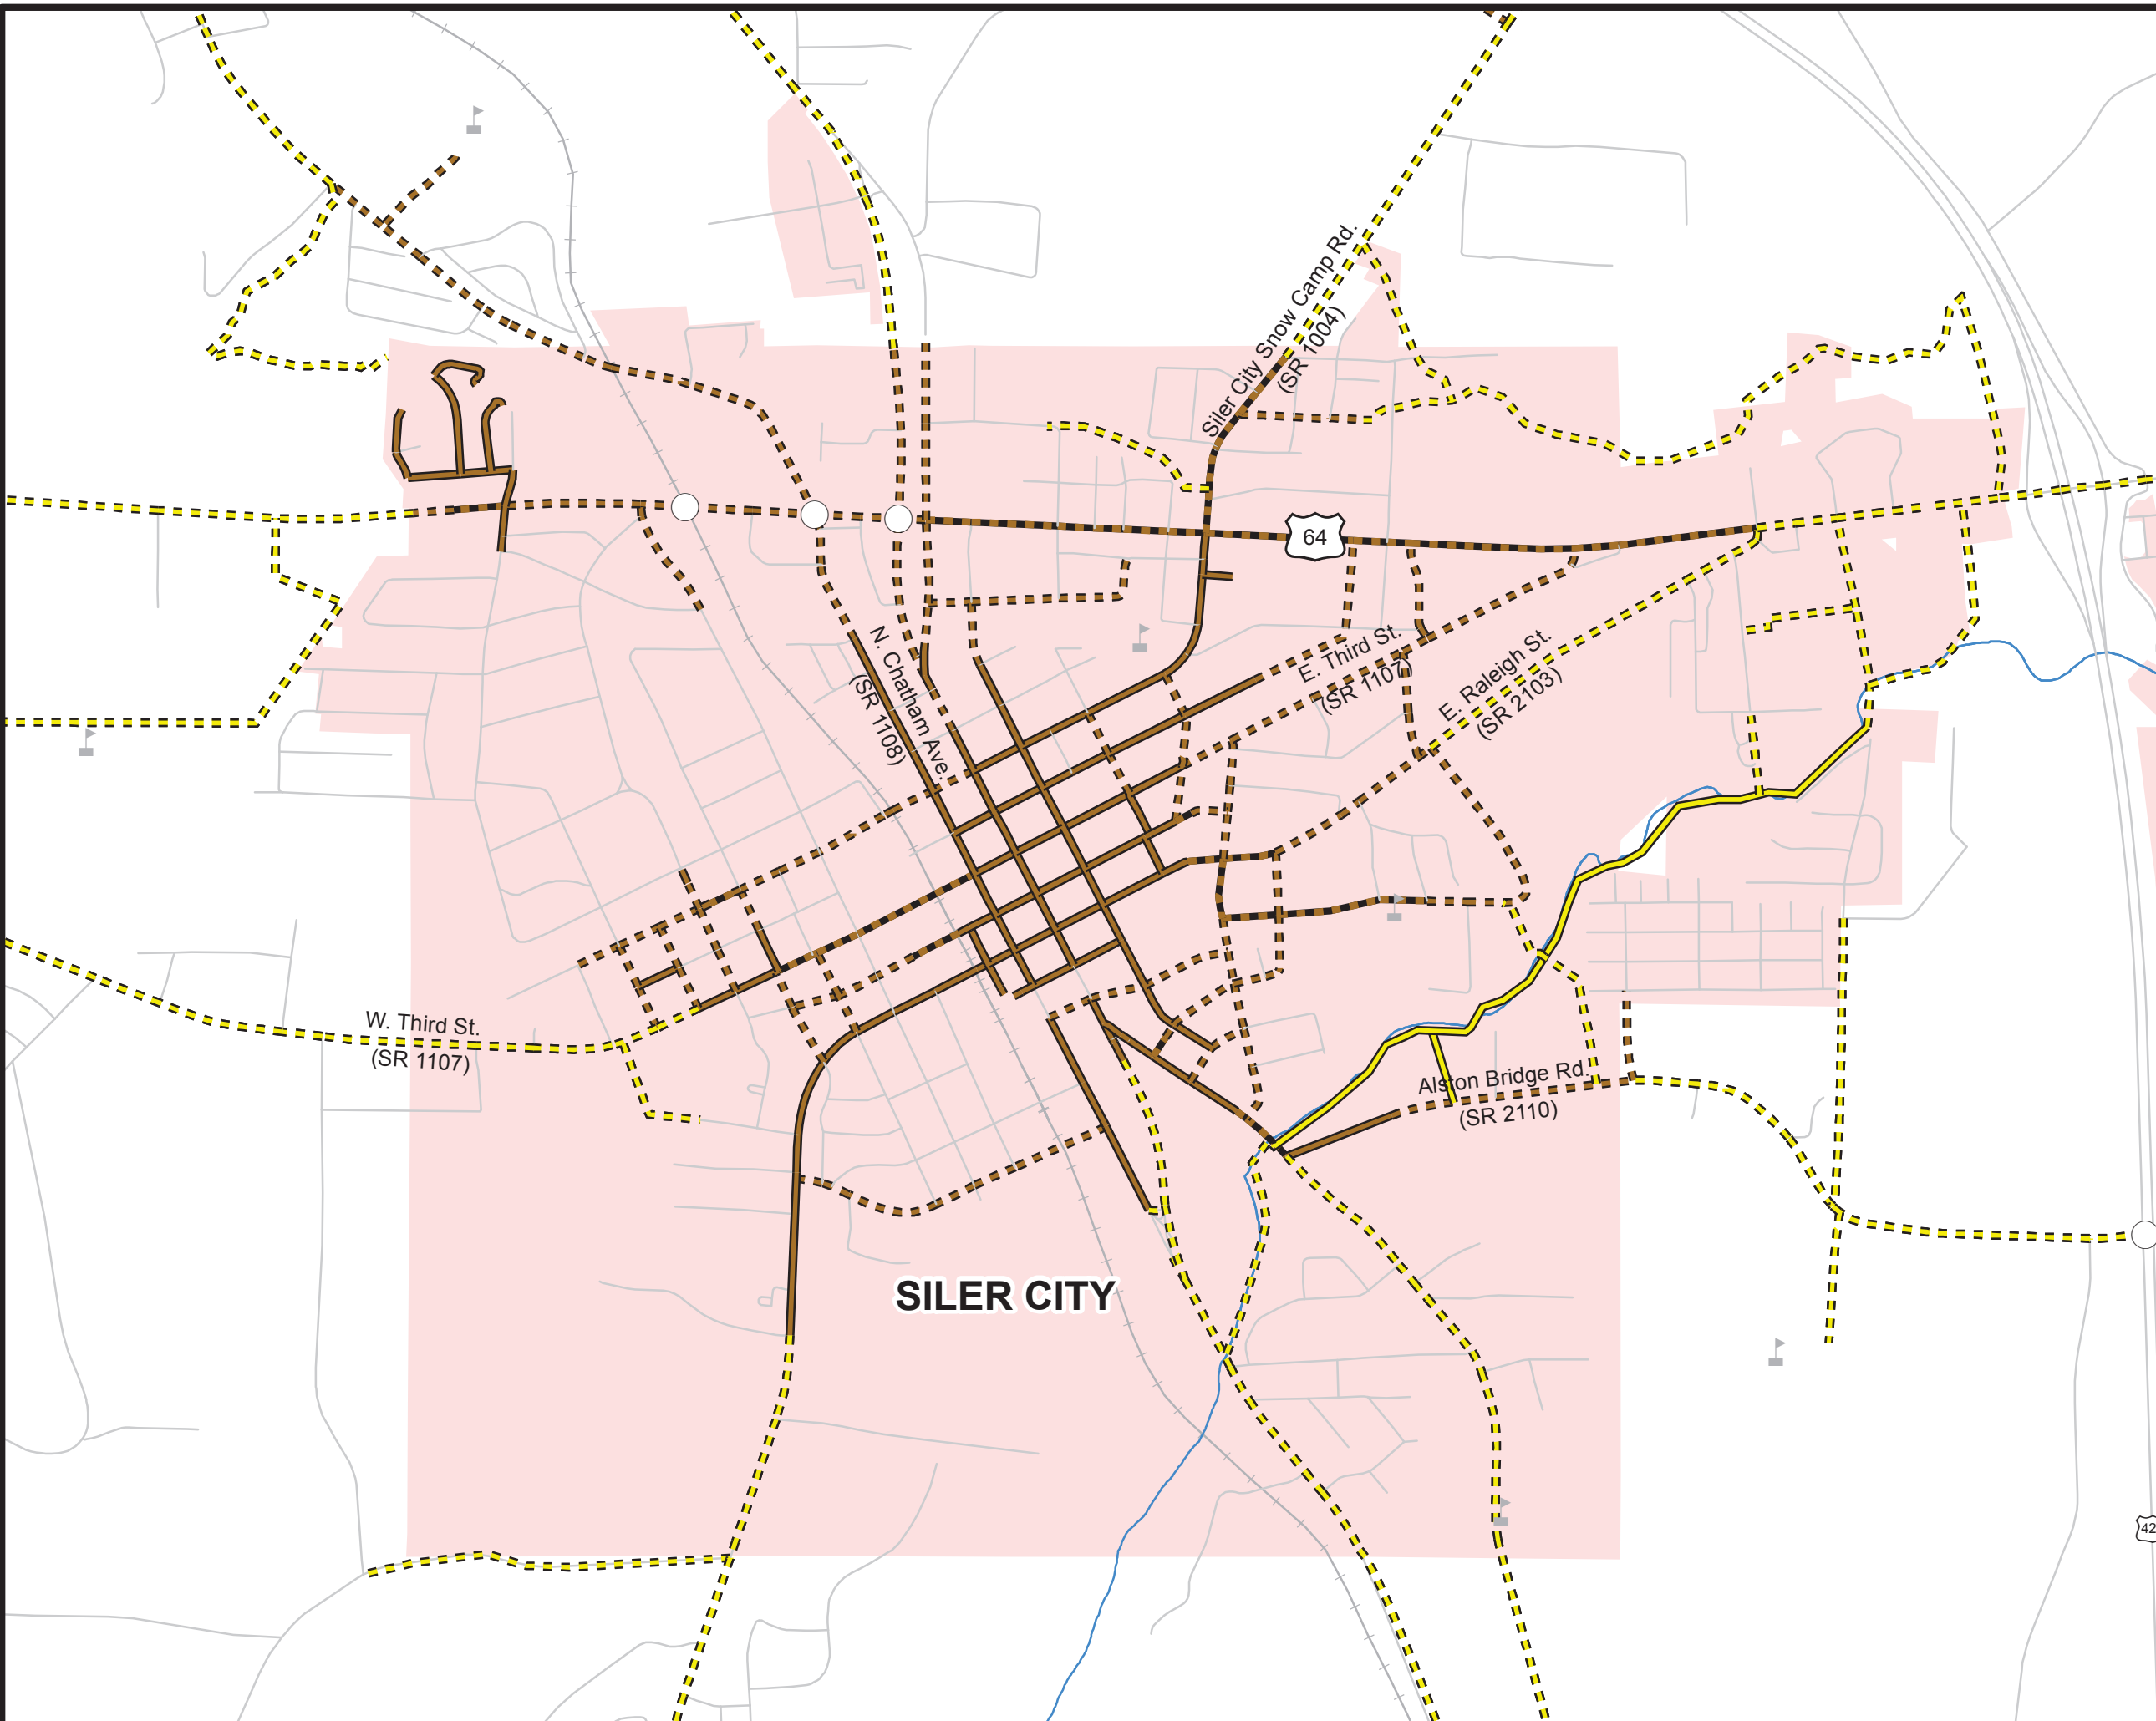 Siler City Snow Camp Rd.
(SR 1004)
64
N. Chatham Ave.
(SR 1108)
E. Third St.
(SR 1107)
E. Raleigh St.
(SR 2103)
W. Third St.
(SR 1107)
Alston Bridge Rd.
(SR 2110)
SILER CITY
42